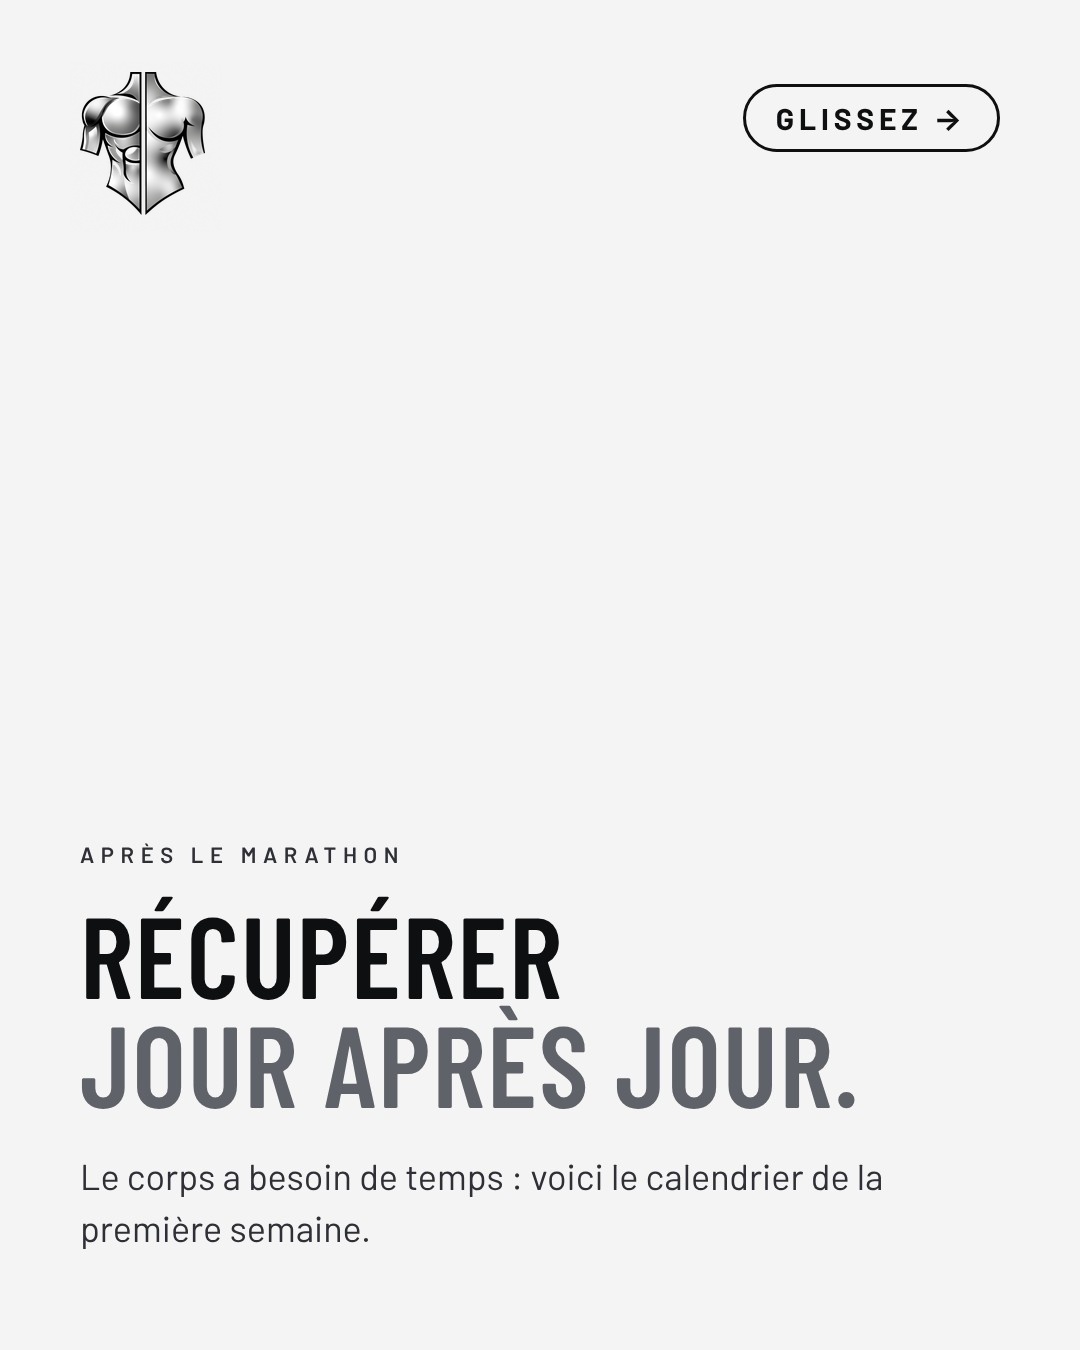 GLISSEZ →
APRÈS LE MARATHON
RÉCUPÉRER
JOUR APRÈS JOUR.
Le corps a besoin de temps : voici le calendrier de la
première semaine.